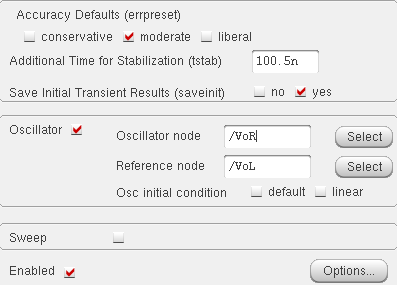 Accuracy Defaults (errpreset)
conservative moderate liberal
Additional Time for Stabilization (tstab) 100.5n
Save Initial Transient Results (saveinit) no yes
Oscillator Oscillator node /VoR Select
Reference node /VoL Select
Osc initial condition default linear
Sweep
Enabled Options...